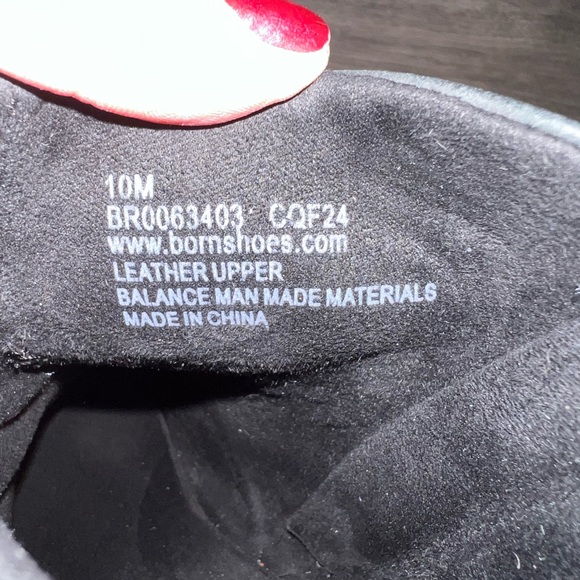 10M
BR0063403 CQF24
www.bornshoes.com
LEATHER UPPER
BALANCE MAN MADE MATERIALS
MADE IN CHINA